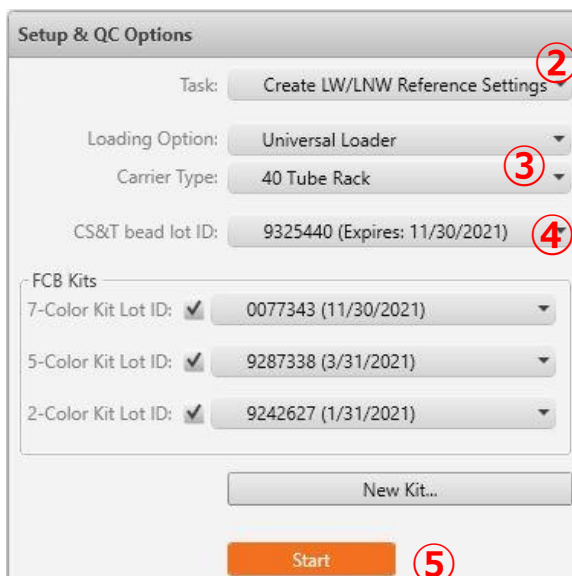 Setup & QC Options
②
Task: Create LW/LNW Reference Settings
Loading Option: Universal Loader
③
Carrier Type: 40 Tube Rack
CS&T bead lot ID: 9325440 (Expires: 11/30/2021) ④
FCB Kits
7-Color Kit Lot ID: 0077343 (11/30/2021)
5-Color Kit Lot ID: 9287338 (3/31/2021)
2-Color Kit Lot ID: 9242627 (1/31/2021)
New Kit...
Start ⑤